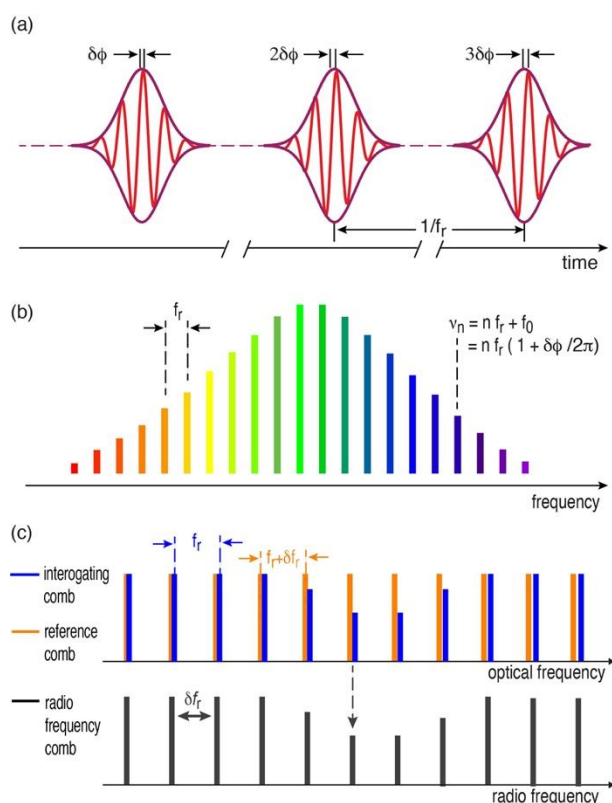 (a)
δϕ
2δϕ
3δϕ
1/fr
time
(b)
fr
νn = n fr + f0
= n fr ( 1 + δϕ /2π)
frequency
(c)
fr
fr+δfr
interogating
comb
reference
comb
optical frequency
radio
frequency
comb
δfr
radio frequency